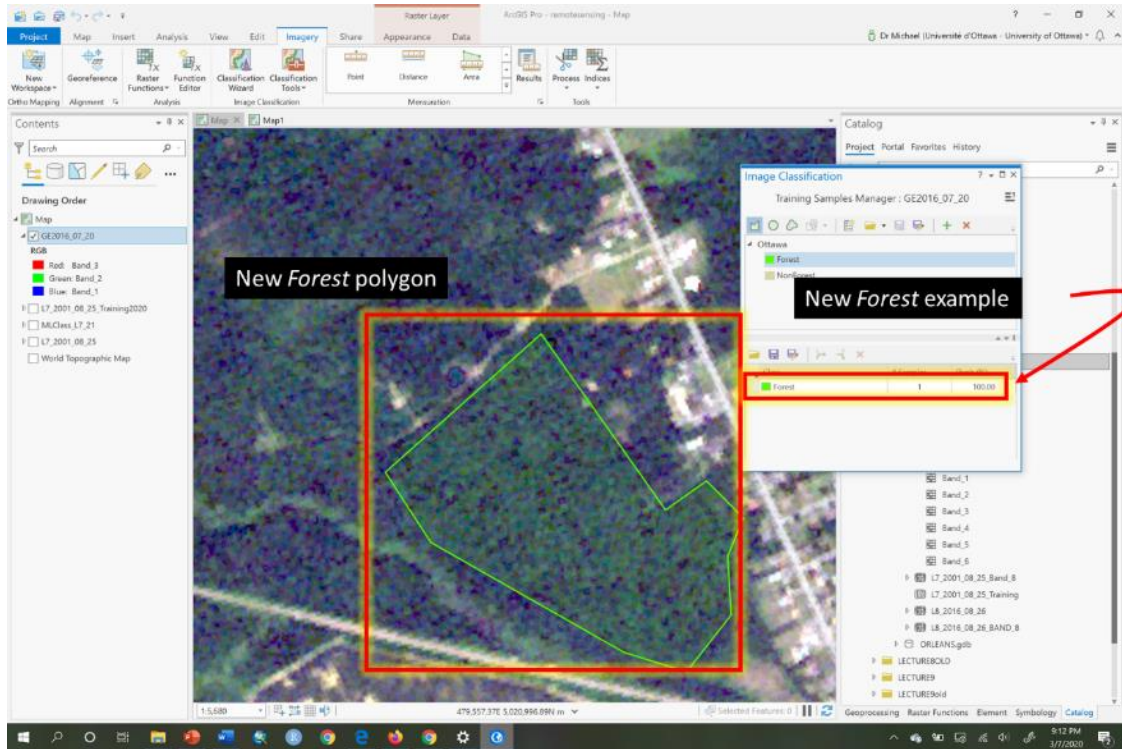 Raster Layer
ArcGIS Pro - remotesensing - Map
? — X
Project Map Insert Analysis View Edit Imagery Share Appearance Data
Dr Michael (Université d'Ottawa - University of Ottawa)
New Workspace
Georeference
Raster Functions
Function Editor
Classification Wizard
Classification Tools
Point
Distance
Area
Results
Process
Indices
Ortho Mapping Alignment Analysis Image Classification Mensuration Tools
Contents
Search
Drawing Order
Map
GE2016_07_20
RGB
Red: Band_3
Green: Band_2
Blue: Band_1
L7_2001_08_25_Training2020
MLClass_L7_21
L7_2001_08_25
World Topographic Map
Map Map1
New Forest polygon
1:5,680
479,557.37E 5,020,996.89N m
Selected Features: 0
Image Classification
Training Samples Manager : GE2016_07_20
Ottawa
Forest
NonForest
New Forest example
Forest 1 100.00
Catalog
Project Portal Favorites History
Band_1
Band_2
Band_3
Band_4
Band_5
Band_6
L7_2001_08_25_Band_8
L7_2001_08_25_Training
L8_2016_08_26
L8_2016_08_26_BAND_8
ORLEANS.gdb
LECTURE8OLD
LECTURE9
LECTURE9old
Geoprocessing Raster Functions Element Symbology Catalog
9:12 PM
3/7/2020